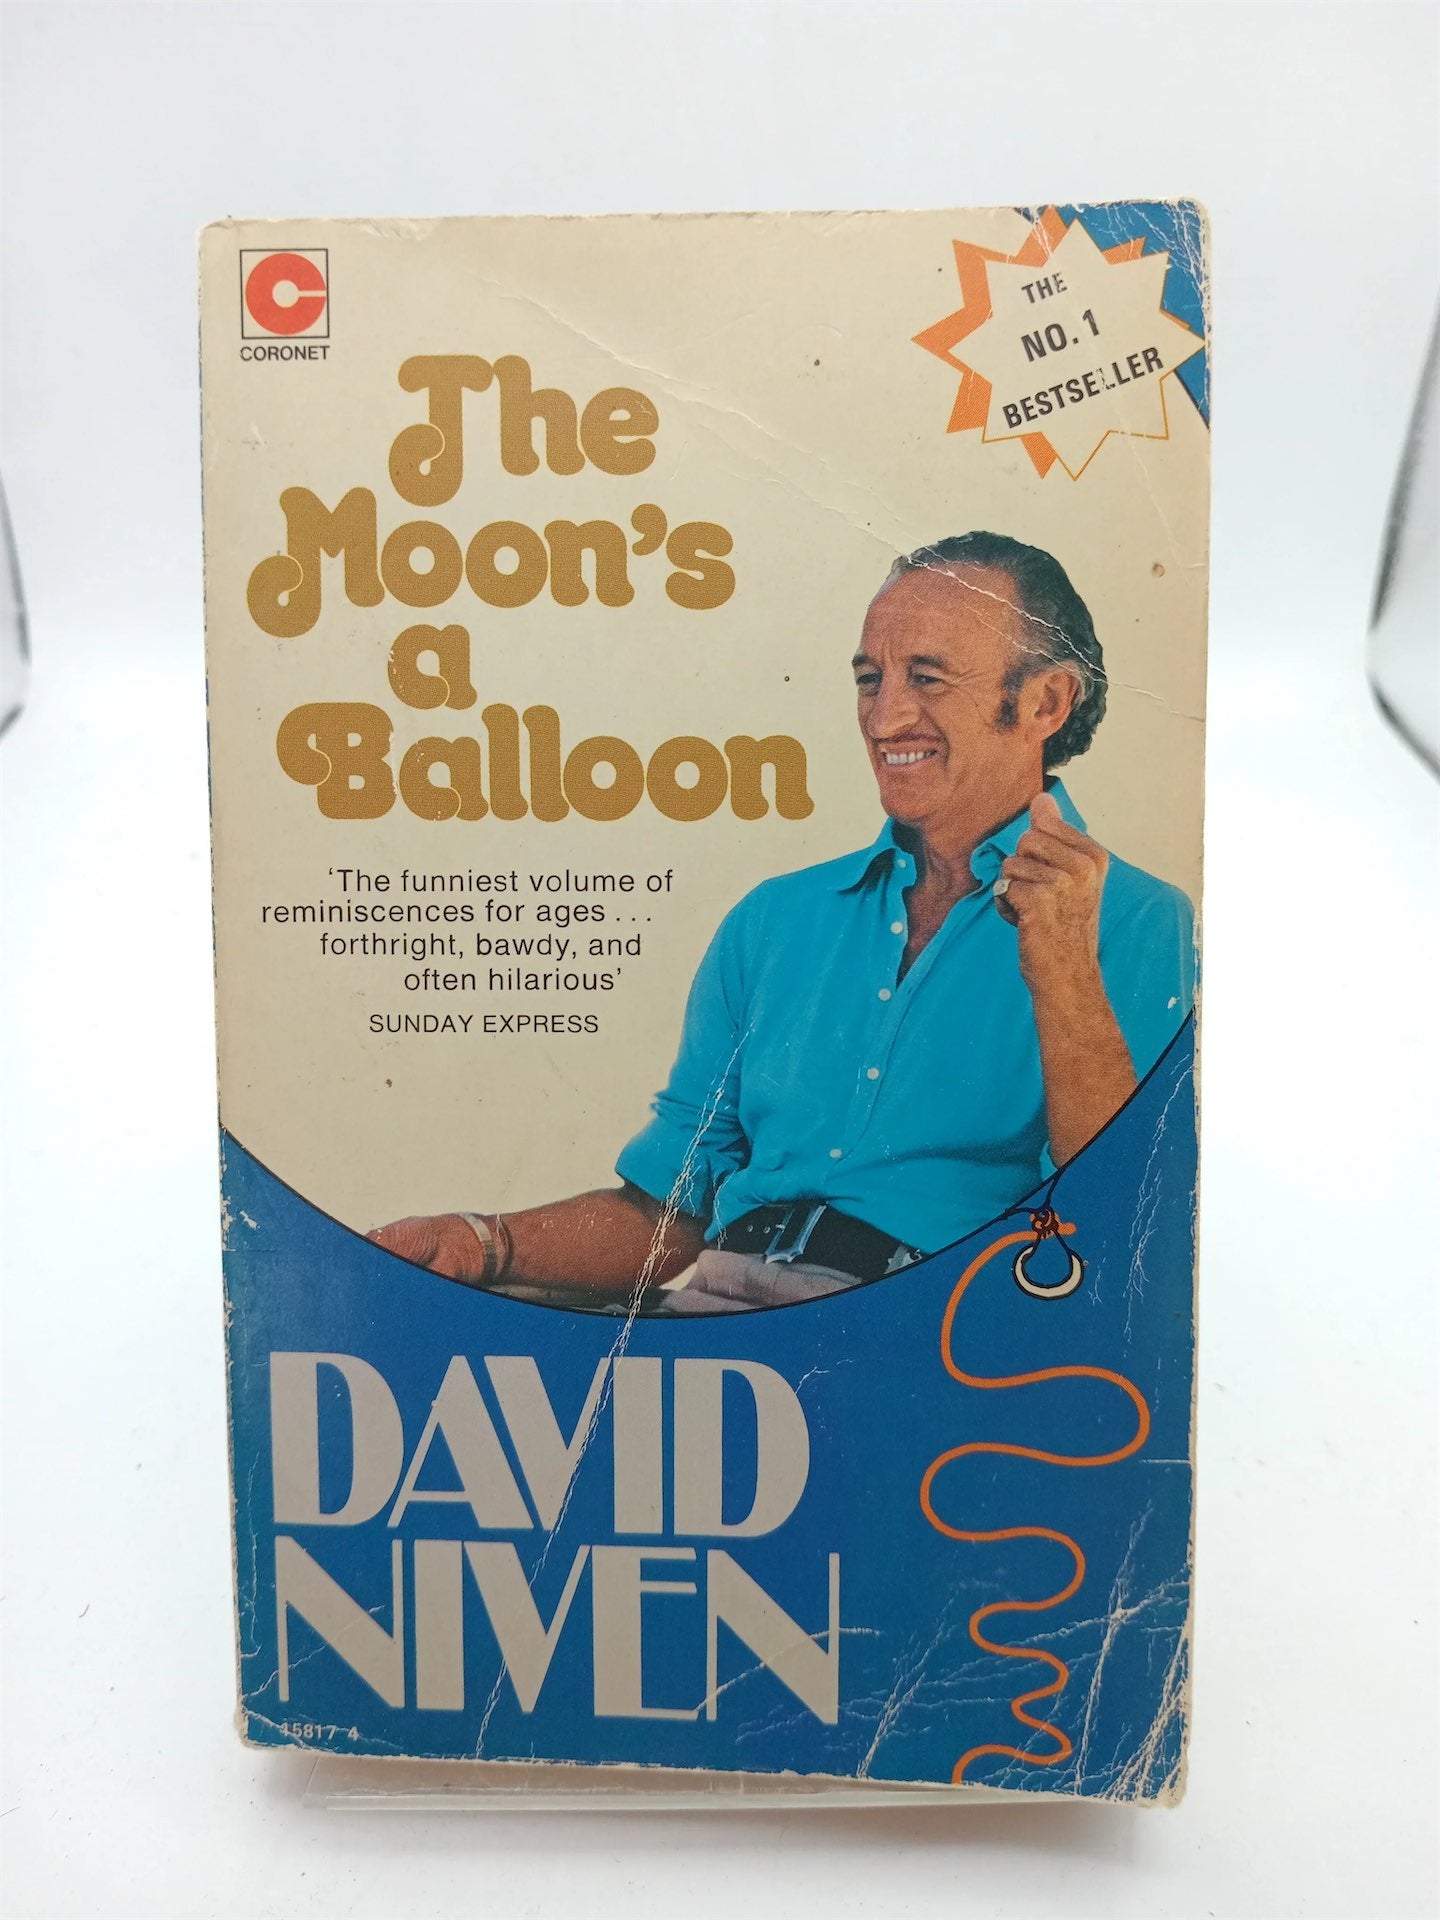 CORONET
THE
NO. 1
BESTSELLER
The
Moon's
a
Balloon
'The funniest volume of
reminiscences for ages ...
forthright, bawdy, and
often hilarious'
SUNDAY EXPRESS
DAVID
NIVEN
15817 4